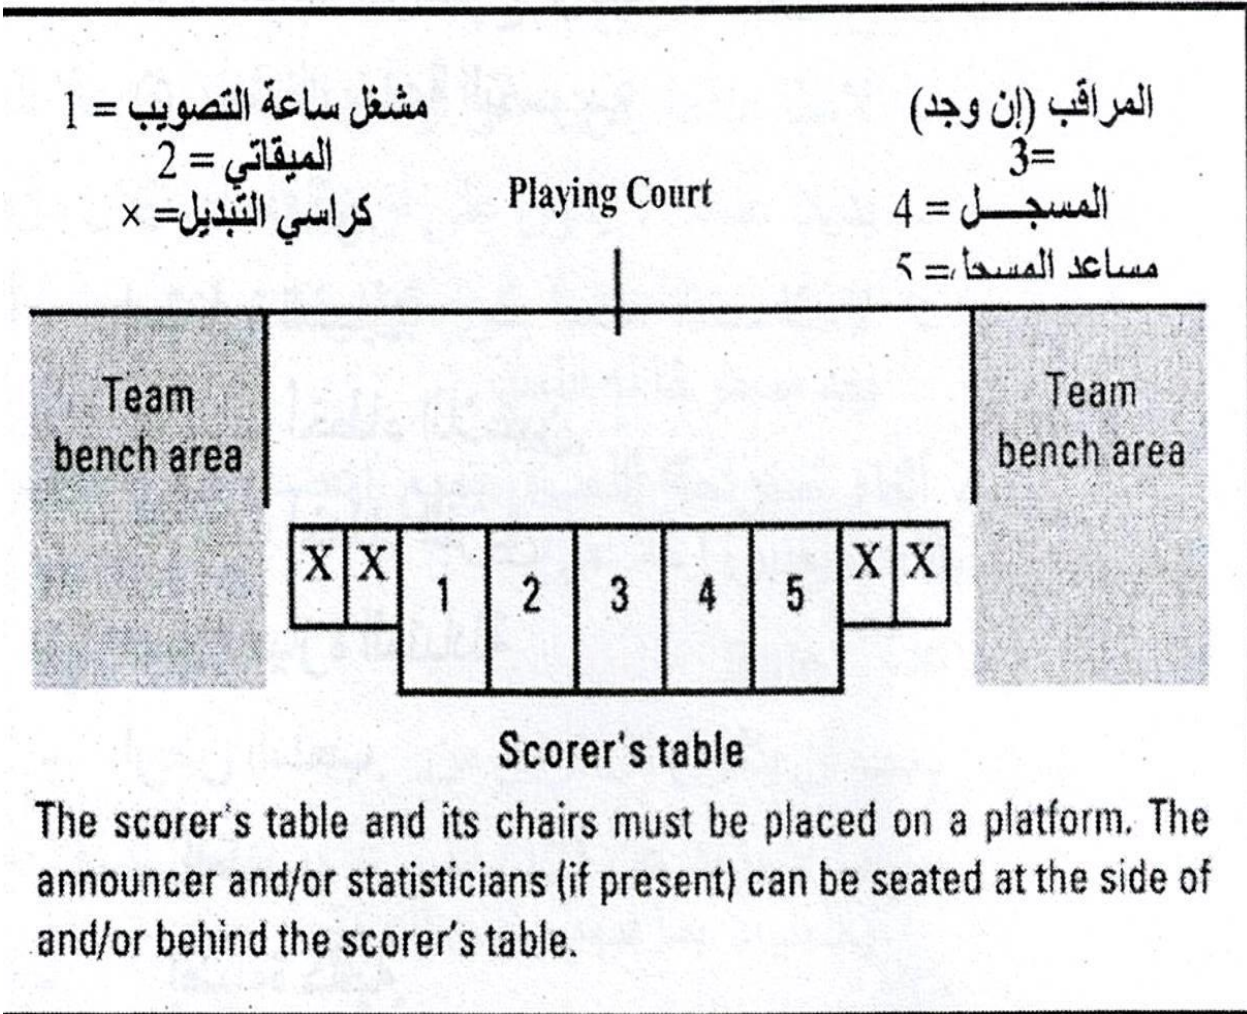 مشغل ساعة التصويب = 1
الميقاتي = 2
كراسي التبديل= ×
Playing Court
المراقب (إن وجد)
=3
المسجـــل = 4
مساعد المسجل= 5
Team
bench area
Team
bench area
X X 1 2 3 4 5 X X
Scorer's table
The scorer's table and its chairs must be placed on a platform. The
announcer and/or statisticians (if present) can be seated at the side of
and/or behind the scorer's table.